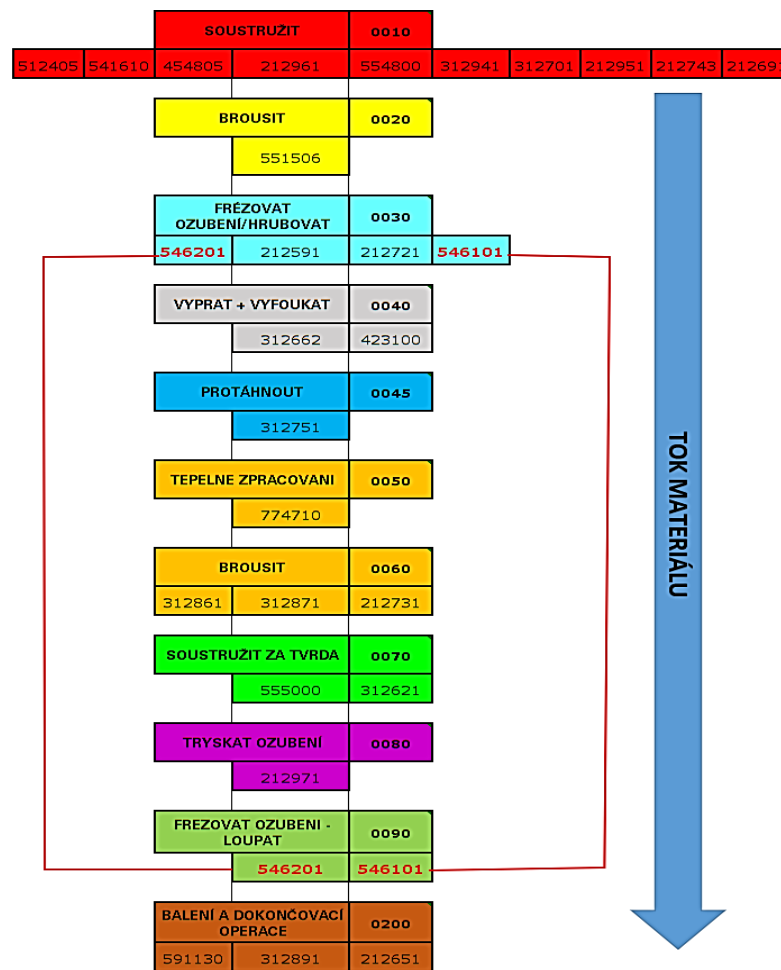 SOUSTRUŽIT 0010
512405 541610 454805 212961 554800 312941 312701 212951 212743 212691
BROUSIT 0020
551506
FRÉZOVAT
OZUBENÍ/HRUBOVAT 0030
546201 212591 212721 546101
VYPRAT + VYFOUKAT 0040
312662 423100
PROTÁHNOUT 0045
312751
TEPELNE ZPRACOVANI 0050
774710
BROUSIT 0060
312861 312871 212731
SOUSTRUŽIT ZA TVRDA 0070
555000 312621
TRYSKAT OZUBENÍ 0080
212971
FREZOVAT OZUBENI -
LOUPAT 0090
546201 546101
BALENÍ A DOKONČOVACÍ
OPERACE 0200
591130 312891 212651
TOK MATERIÁLU